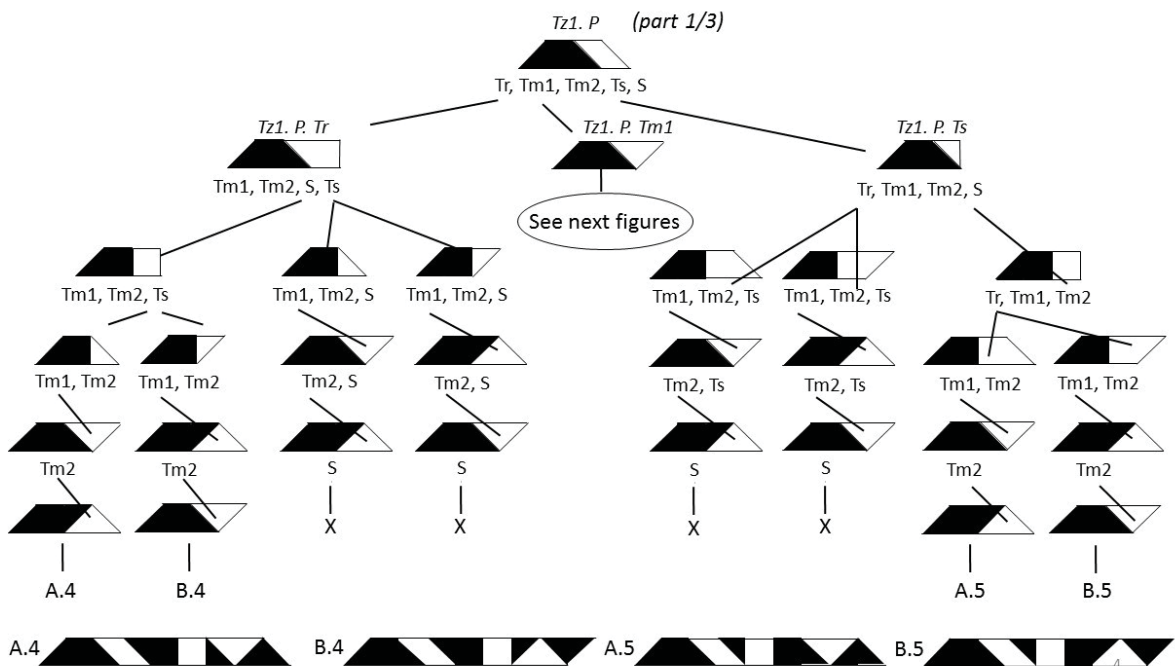 Tz1. P (part 1/3)
Tr, Tm1, Tm2, Ts, S
Tz1. P. Tr
Tz1. P. Tm1
Tz1. P. Ts
Tm1, Tm2, S, Ts
See next figures
Tr, Tm1, Tm2, S
Tm1, Tm2, Ts
Tm1, Tm2, S
Tm1, Tm2, S
Tm1, Tm2, Ts
Tm1, Tm2, Ts
Tr, Tm1, Tm2
Tm1, Tm2
Tm1, Tm2
Tm2, S
Tm2, S
Tm2, Ts
Tm2, Ts
Tm1, Tm2
Tm1, Tm2
Tm2
Tm2
S
S
S
S
Tm2
Tm2
X
X
X
X
A.4
B.4
A.5
B.5
A.4
B.4
A.5
B.5
4